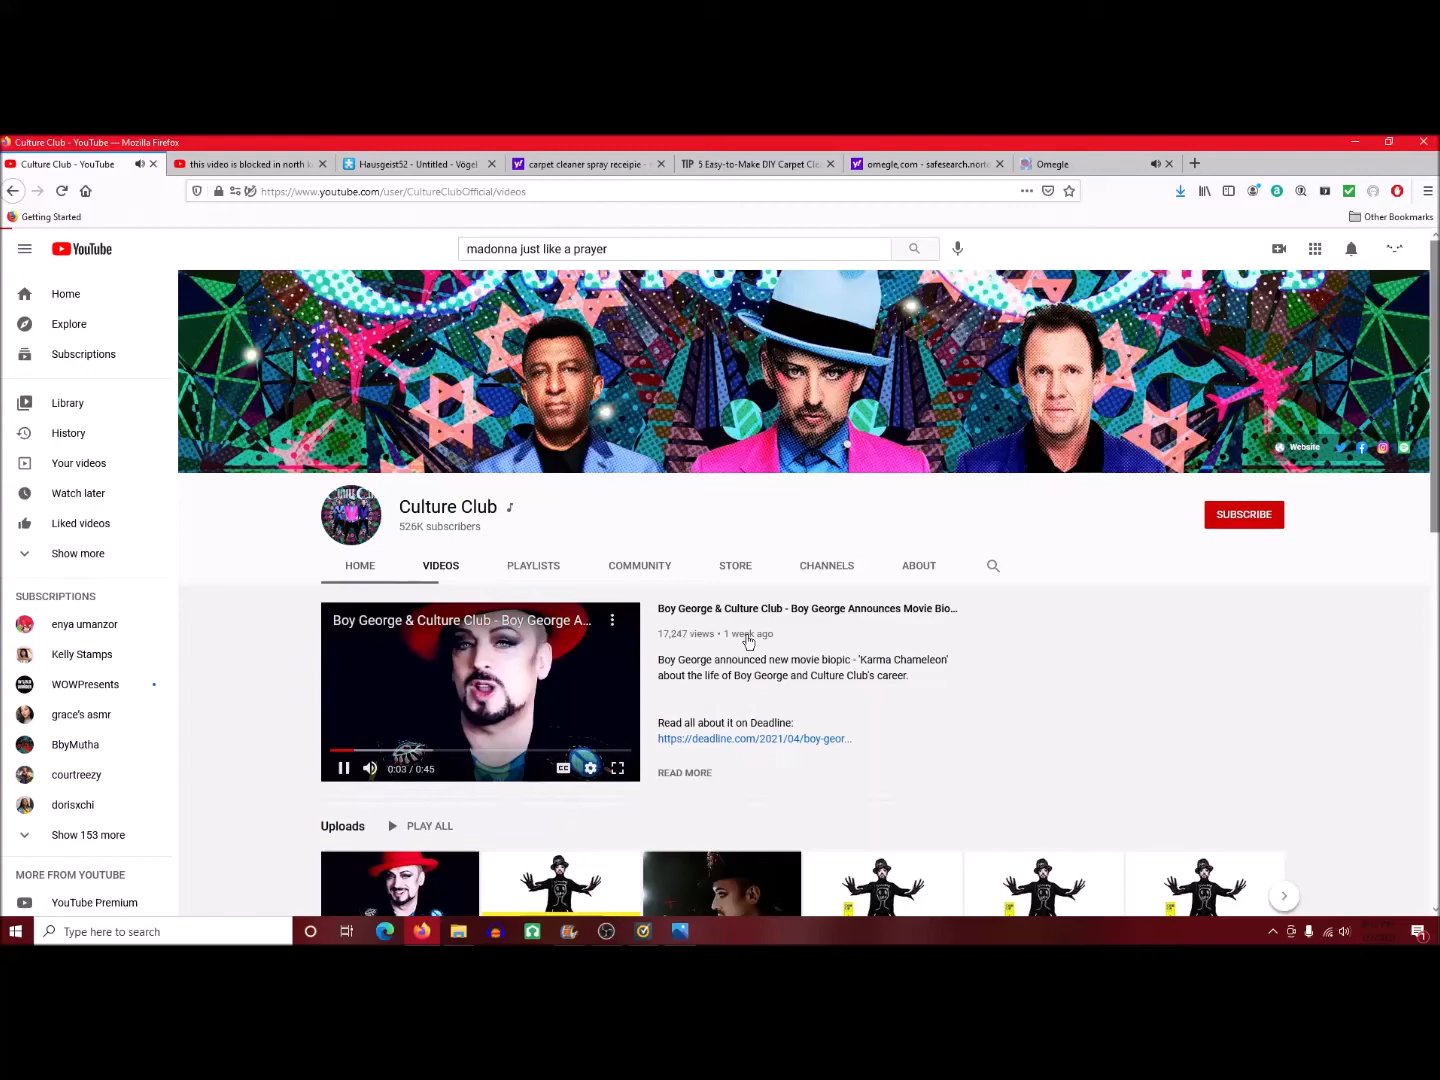 Culture Club - YouTube — Mozilla Firefox
Culture Club - YouTube
this video is blocked in north k
Hausgeist52 - Untitled - Vögel
carpet cleaner spray receipie -
TIP 5 Easy-to-Make DIY Carpet Cle
omegle,com - safesearch.norto
Omegle
https://www.youtube.com/user/CultureClubOfficial/videos
Getting Started
Other Bookmarks
YouTube
madonna just like a prayer
Home
Explore
Subscriptions
Library
History
Your videos
Watch later
Liked videos
Show more
SUBSCRIPTIONS
enya umanzor
Kelly Stamps
WOWPresents
grace's asmr
BbyMutha
courtreezy
dorisxchi
Show 153 more
MORE FROM YOUTUBE
YouTube Premium
Website
Culture Club
526K subscribers
SUBSCRIBE
HOME
VIDEOS
PLAYLISTS
COMMUNITY
STORE
CHANNELS
ABOUT
Boy George & Culture Club - Boy George A...
0:03 / 0:45
Boy George & Culture Club - Boy George Announces Movie Bio...
17,247 views • 1 week ago
Boy George announced new movie biopic - 'Karma Chameleon'
about the life of Boy George and Culture Club's career.
Read all about it on Deadline:
https://deadline.com/2021/04/boy-geor...
READ MORE
Uploads
PLAY ALL
Type here to search